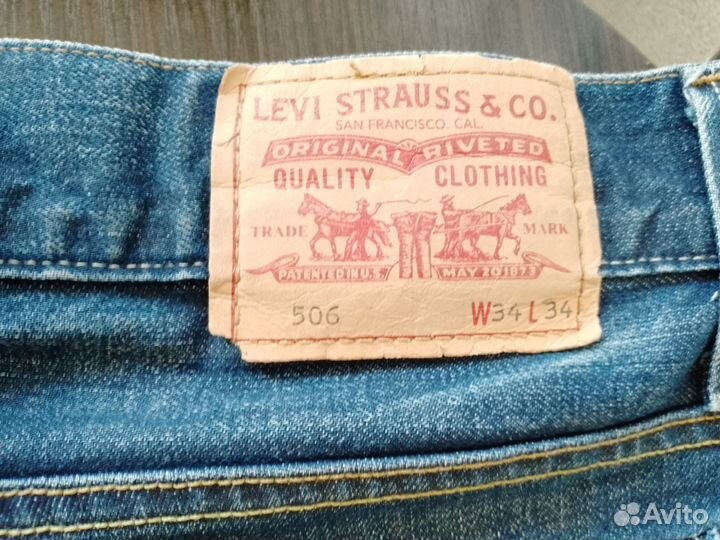 LEVI STRAUSS & CO.
SAN FRANCISCO. CAL.
ORIGINAL RIVETED
QUALITY CLOTHING
TRADE MARK
PATENTED IN U.S. MAY 20 1873
506 W34 L 34
Avito